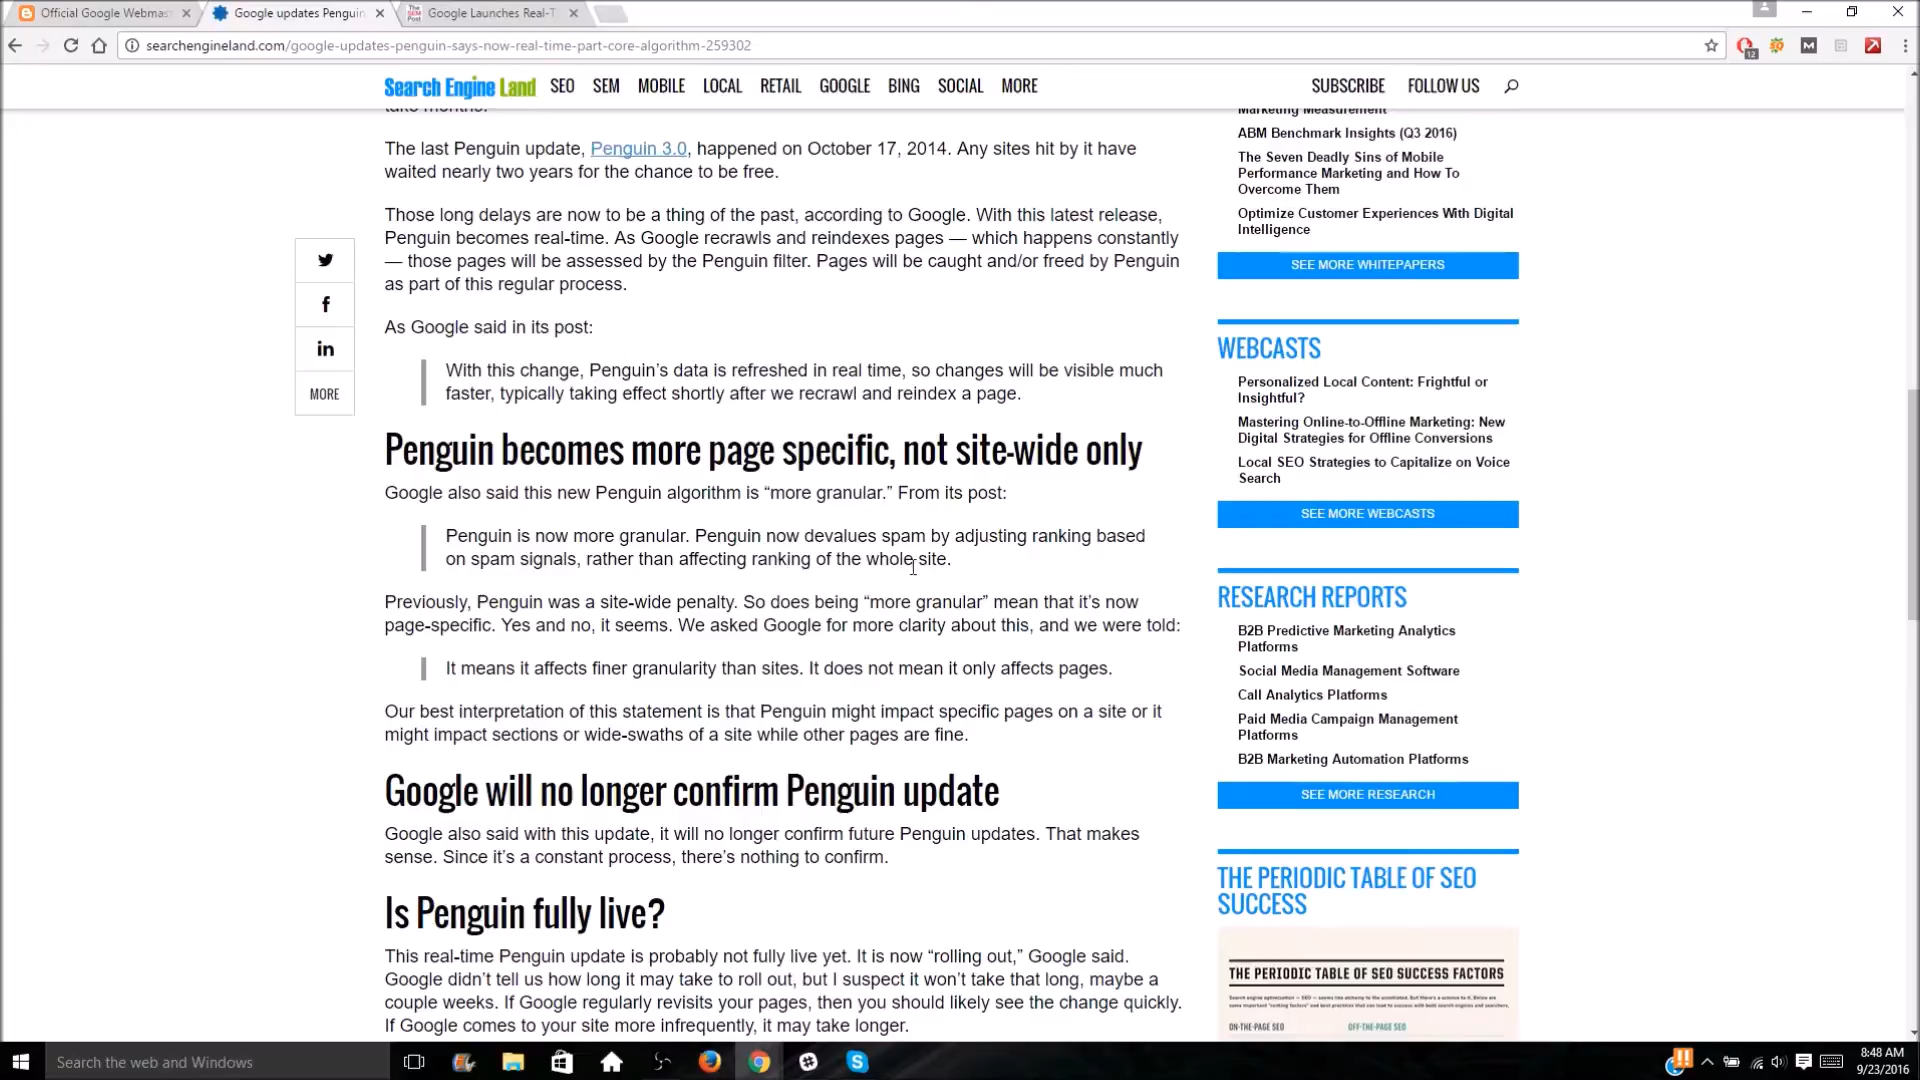 Official Google Webmas
Google updates Penguin
Google Launches Real-T
searchengineland.com/google-updates-penguin-says-now-real-time-part-core-algorithm-259302
12
Search Engine Land SEO SEM MOBILE LOCAL RETAIL GOOGLE BING SOCIAL MORE SUBSCRIBE FOLLOW US
take months.
The last Penguin update, Penguin 3.0, happened on October 17, 2014. Any sites hit by it have
waited nearly two years for the chance to be free.
Those long delays are now to be a thing of the past, according to Google. With this latest release,
Penguin becomes real-time. As Google recrawls and reindexes pages — which happens constantly
— those pages will be assessed by the Penguin filter. Pages will be caught and/or freed by Penguin
as part of this regular process.
As Google said in its post:
With this change, Penguin’s data is refreshed in real time, so changes will be visible much
faster, typically taking effect shortly after we recrawl and reindex a page.
Penguin becomes more page specific, not site-wide only
Google also said this new Penguin algorithm is “more granular.” From its post:
Penguin is now more granular. Penguin now devalues spam by adjusting ranking based
on spam signals, rather than affecting ranking of the whole site.
Previously, Penguin was a site-wide penalty. So does being “more granular” mean that it’s now
page-specific. Yes and no, it seems. We asked Google for more clarity about this, and we were told:
It means it affects finer granularity than sites. It does not mean it only affects pages.
Our best interpretation of this statement is that Penguin might impact specific pages on a site or it
might impact sections or wide-swaths of a site while other pages are fine.
Google will no longer confirm Penguin update
Google also said with this update, it will no longer confirm future Penguin updates. That makes
sense. Since it’s a constant process, there’s nothing to confirm.
Is Penguin fully live?
This real-time Penguin update is probably not fully live yet. It is now “rolling out,” Google said.
Google didn’t tell us how long it may take to roll out, but I suspect it won’t take that long, maybe a
couple weeks. If Google regularly revisits your pages, then you should likely see the change quickly.
If Google comes to your site more infrequently, it may take longer.
MORE
Marketing Measurement
ABM Benchmark Insights (Q3 2016)
The Seven Deadly Sins of Mobile
Performance Marketing and How To
Overcome Them
Optimize Customer Experiences With Digital
Intelligence
SEE MORE WHITEPAPERS
WEBCASTS
Personalized Local Content: Frightful or
Insightful?
Mastering Online-to-Offline Marketing: New
Digital Strategies for Offline Conversions
Local SEO Strategies to Capitalize on Voice
Search
SEE MORE WEBCASTS
RESEARCH REPORTS
B2B Predictive Marketing Analytics
Platforms
Social Media Management Software
Call Analytics Platforms
Paid Media Campaign Management
Platforms
B2B Marketing Automation Platforms
SEE MORE RESEARCH
THE PERIODIC TABLE OF SEO
SUCCESS
THE PERIODIC TABLE OF SEO SUCCESS FACTORS
ON-THE-PAGE SEO OFF-THE-PAGE SEO
Search the web and Windows
8:48 AM
9/23/2016